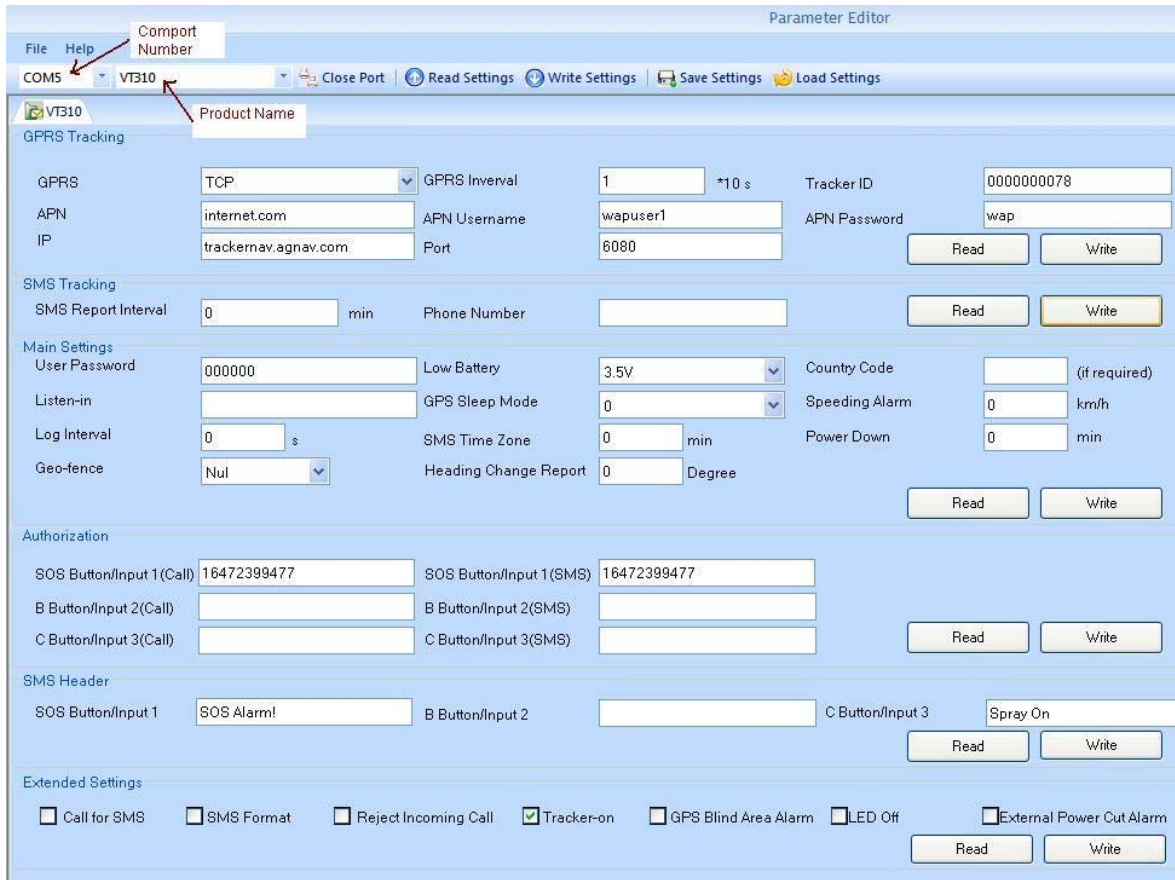 Parameter Editor
Comport
Number
File Help
COM5 VT310 Close Port Read Settings Write Settings Save Settings Load Settings
VT310 Product Name
GPRS Tracking
GPRS TCP GPRS Inverval 1 *10 s Tracker ID 0000000078
APN internet.com APN Username wapuser1 APN Password wap
IP trackernav.agnav.com Port 6080 Read Write
SMS Tracking
SMS Report Interval 0 min Phone Number Read Write
Main Settings
User Password 000000 Low Battery 3.5V Country Code (if required)
Listen-in GPS Sleep Mode 0 Speeding Alarm 0 km/h
Log Interval 0 s SMS Time Zone 0 min Power Down 0 min
Geo-fence Nul Heading Change Report 0 Degree
Read Write
Authorization
SOS Button/Input 1(Call) 16472399477 SOS Button/Input 1(SMS) 16472399477
B Button/Input 2(Call) B Button/Input 2(SMS)
C Button/Input 3(Call) C Button/Input 3(SMS) Read Write
SMS Header
SOS Button/Input 1 SOS Alarm! B Button/Input 2 C Button/Input 3 Spray On
Read Write
Extended Settings
Call for SMS SMS Format Reject Incoming Call Tracker-on GPS Blind Area Alarm LED Off External Power Cut Alarm
Read Write